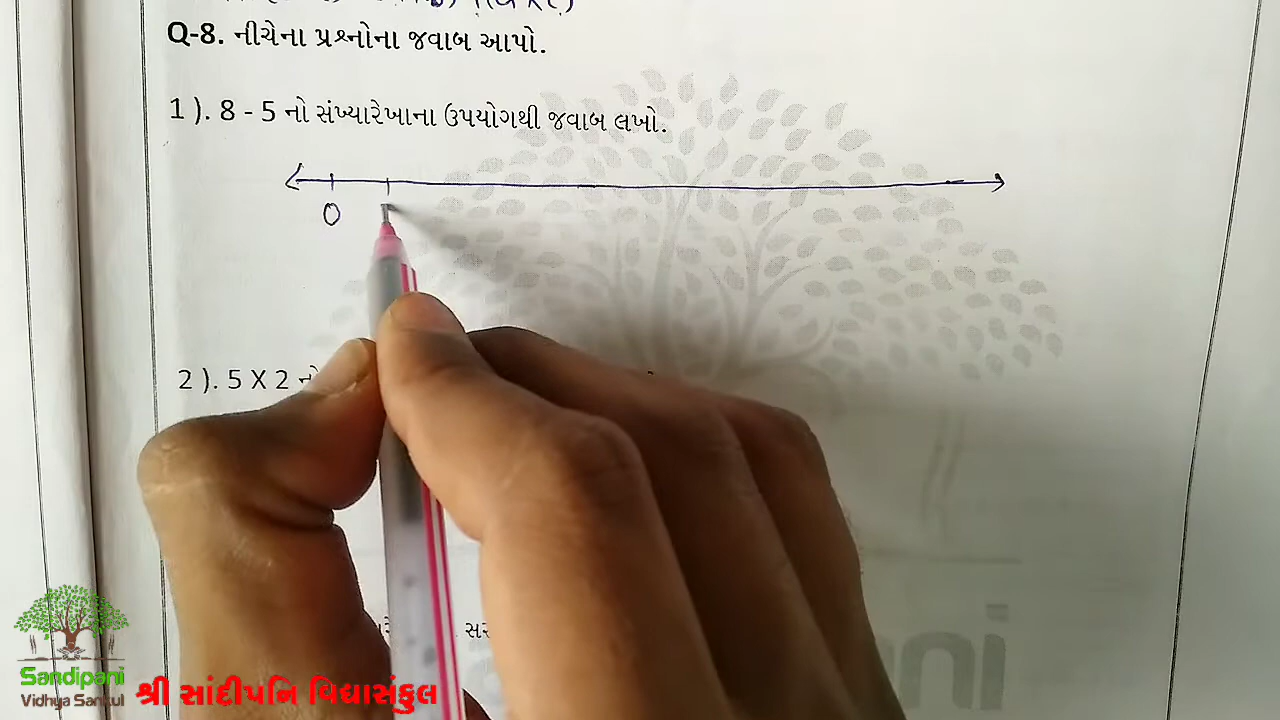 Q-8. નીચેના પ્રશ્નોના જવાબ આપો.
1 ). 8 - 5 નો સંખ્યારેખાના ઉપયોગથી જવાબ લખો.
0
2 ). 5 X 2
Sandipani
Vidhya Sankul
શ્રી સાંદીપનિ વિદ્યાસંકુલ